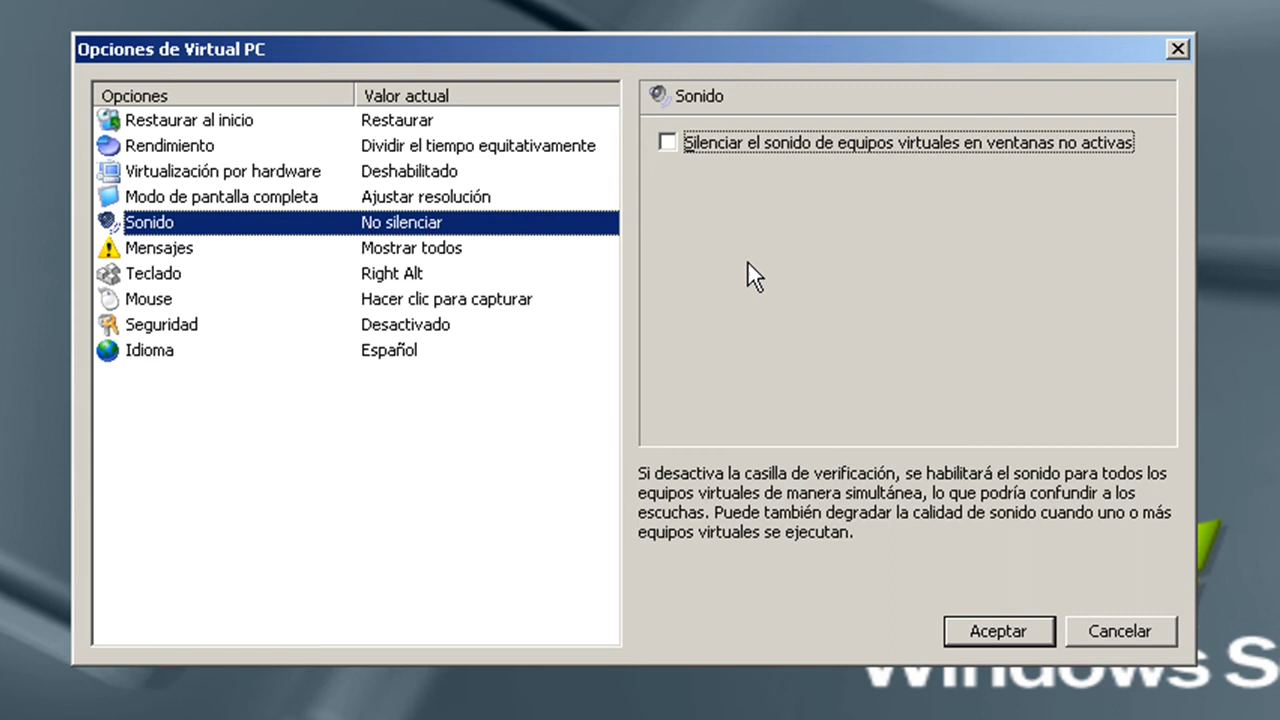 Opciones de Virtual PC
Opciones Valor actual
Restaurar al inicio Restaurar
Rendimiento Dividir el tiempo equitativamente
Virtualización por hardware Deshabilitado
Modo de pantalla completa Ajustar resolución
Sonido No silenciar
Mensajes Mostrar todos
Teclado Right Alt
Mouse Hacer clic para capturar
Seguridad Desactivado
Idioma Español
Sonido
Silenciar el sonido de equipos virtuales en ventanas no activas
Si desactiva la casilla de verificación, se habilitará el sonido para todos los
equipos virtuales de manera simultánea, lo que podría confundir a los
escuchas. Puede también degradar la calidad de sonido cuando uno o más
equipos virtuales se ejecutan.
Aceptar Cancelar
Windows S